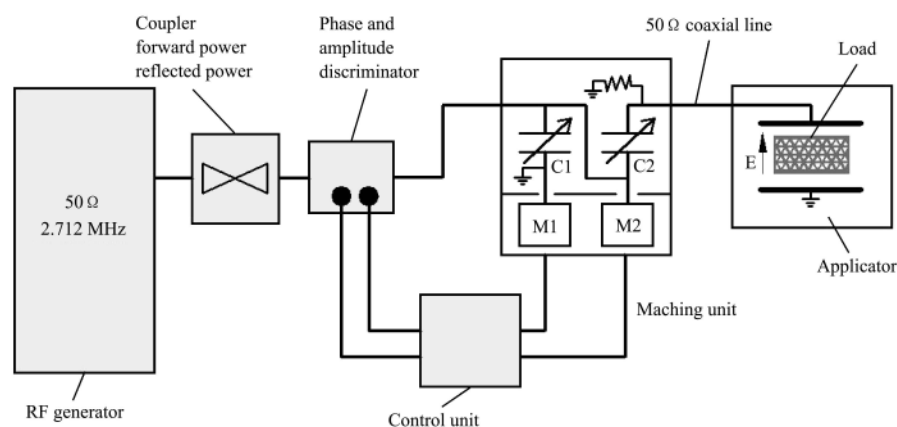 Coupler
forward power
reflected power
Phase and
amplitude
discriminator
50 Ω coaxial line
Load
50 Ω
2.712 MHz
C1
C2
E
M1
M2
Applicator
Maching unit
RF generator
Control unit